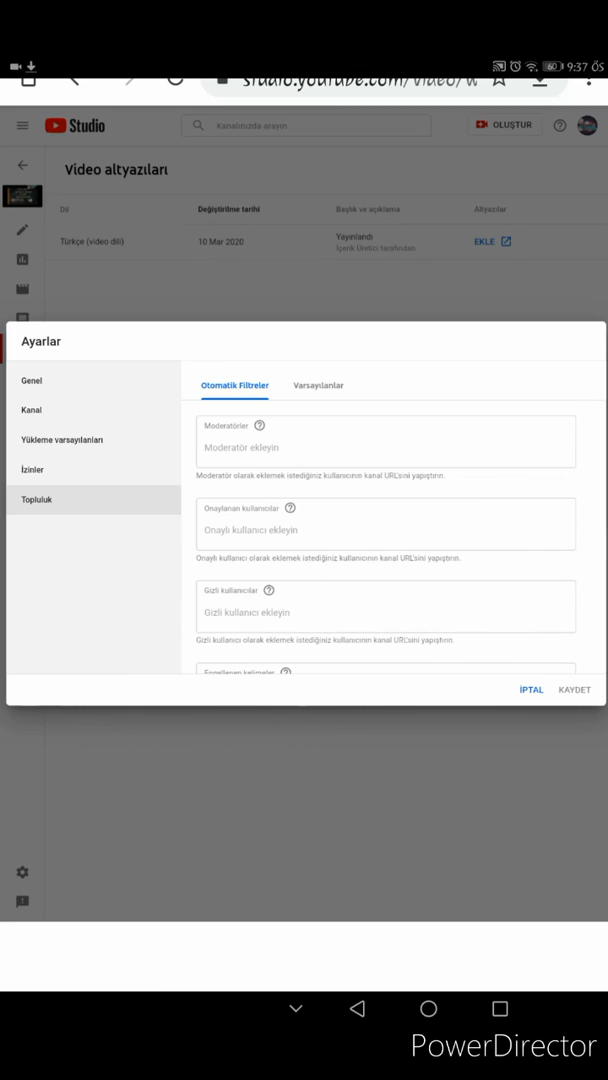 60 9:37 ÖS
studio.youtube.com/video/w
Studio
Kanalınızda arayın
OLUŞTUR
Video altyazıları
Dil
Değiştirilme tarihi
Başlık ve açıklama
Altyazılar
Türkçe (video dili)
10 Mar 2020
Yayınlandı
İçerik Üretici tarafından
EKLE
Ayarlar
Genel
Kanal
Yükleme varsayılanları
İzinler
Topluluk
Otomatik Filtreler
Varsayılanlar
Moderatörler
Moderatör ekleyin
Moderatör olarak eklemek istediğiniz kullanıcının kanal URL'sini yapıştırın.
Onaylanan kullanıcılar
Onaylı kullanıcı ekleyin
Onaylı kullanıcı olarak eklemek istediğiniz kullanıcının kanal URL'sini yapıştırın.
Gizli kullanıcılar
Gizli kullanıcı ekleyin
Gizli kullanıcı olarak eklemek istediğiniz kullanıcının kanal URL'sini yapıştırın.
Engellenen kelimeler
İPTAL
KAYDET
PowerDirector